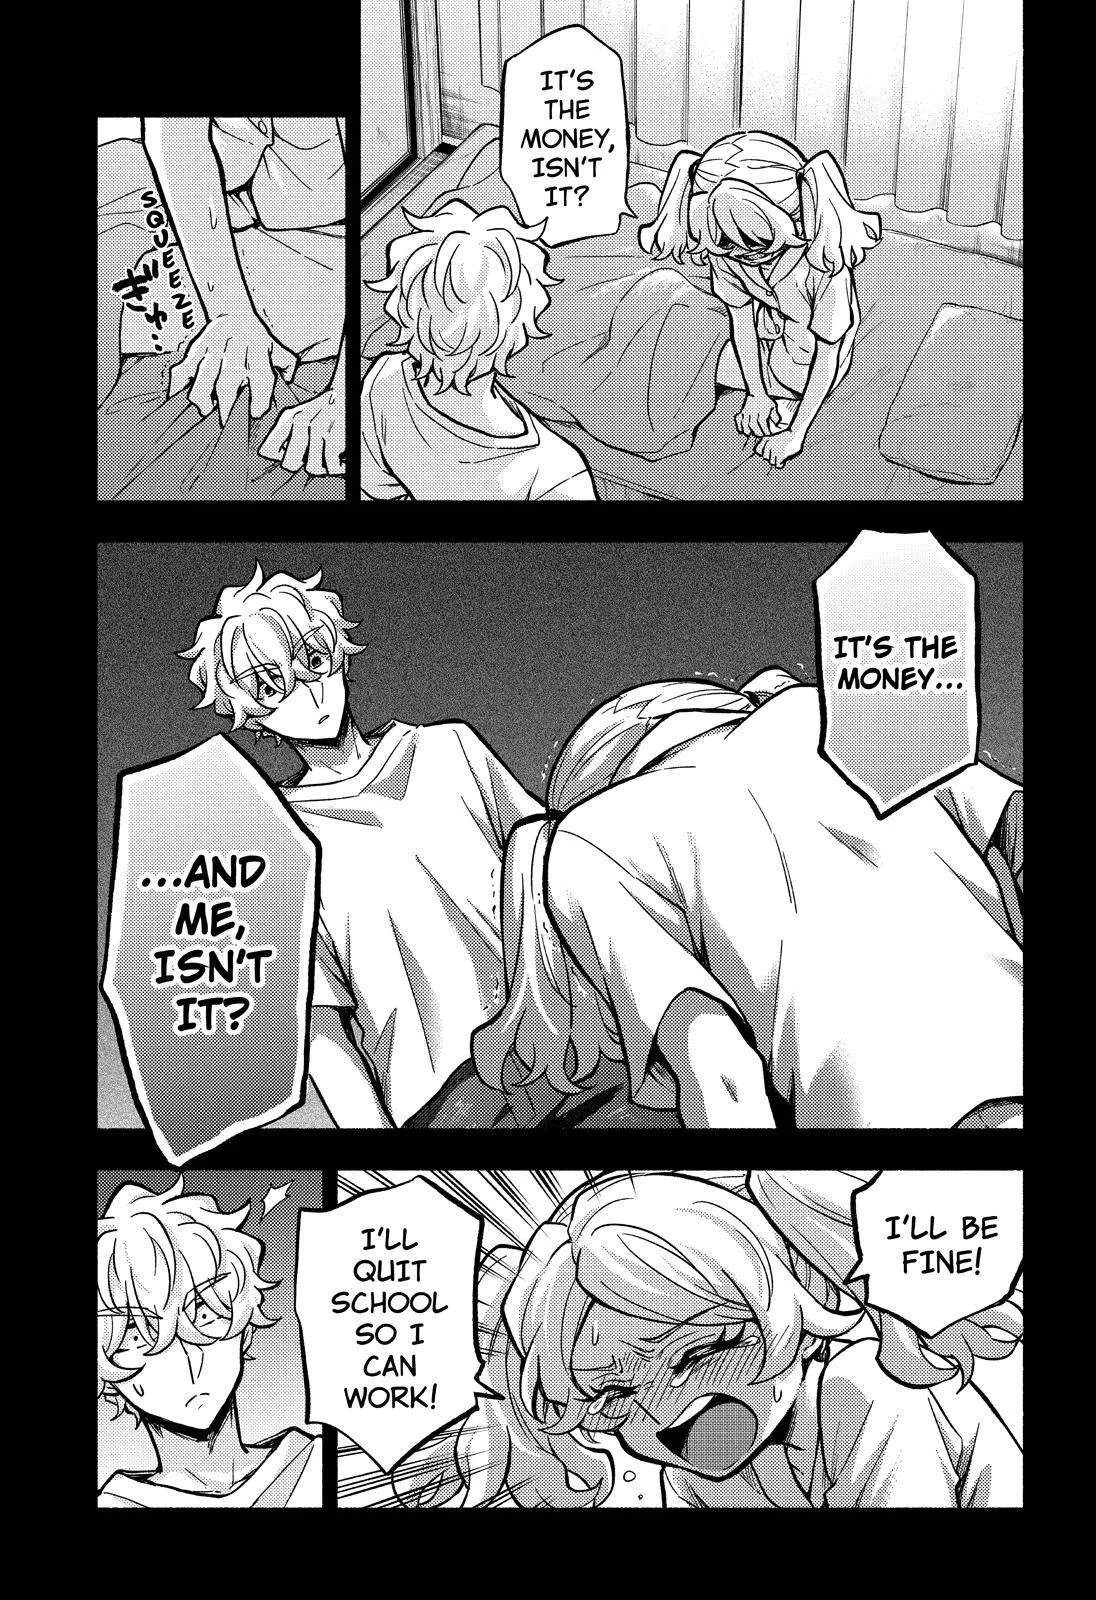 IT'S
THE
MONEY,
ISN'T
IT?
SQUEEZE
ぎゅ…
IT'S THE
MONEY...
...AND
ME,
ISN'T
IT?
I'LL BE
FINE!
I'LL
QUIT
SCHOOL
SO I
CAN
WORK!